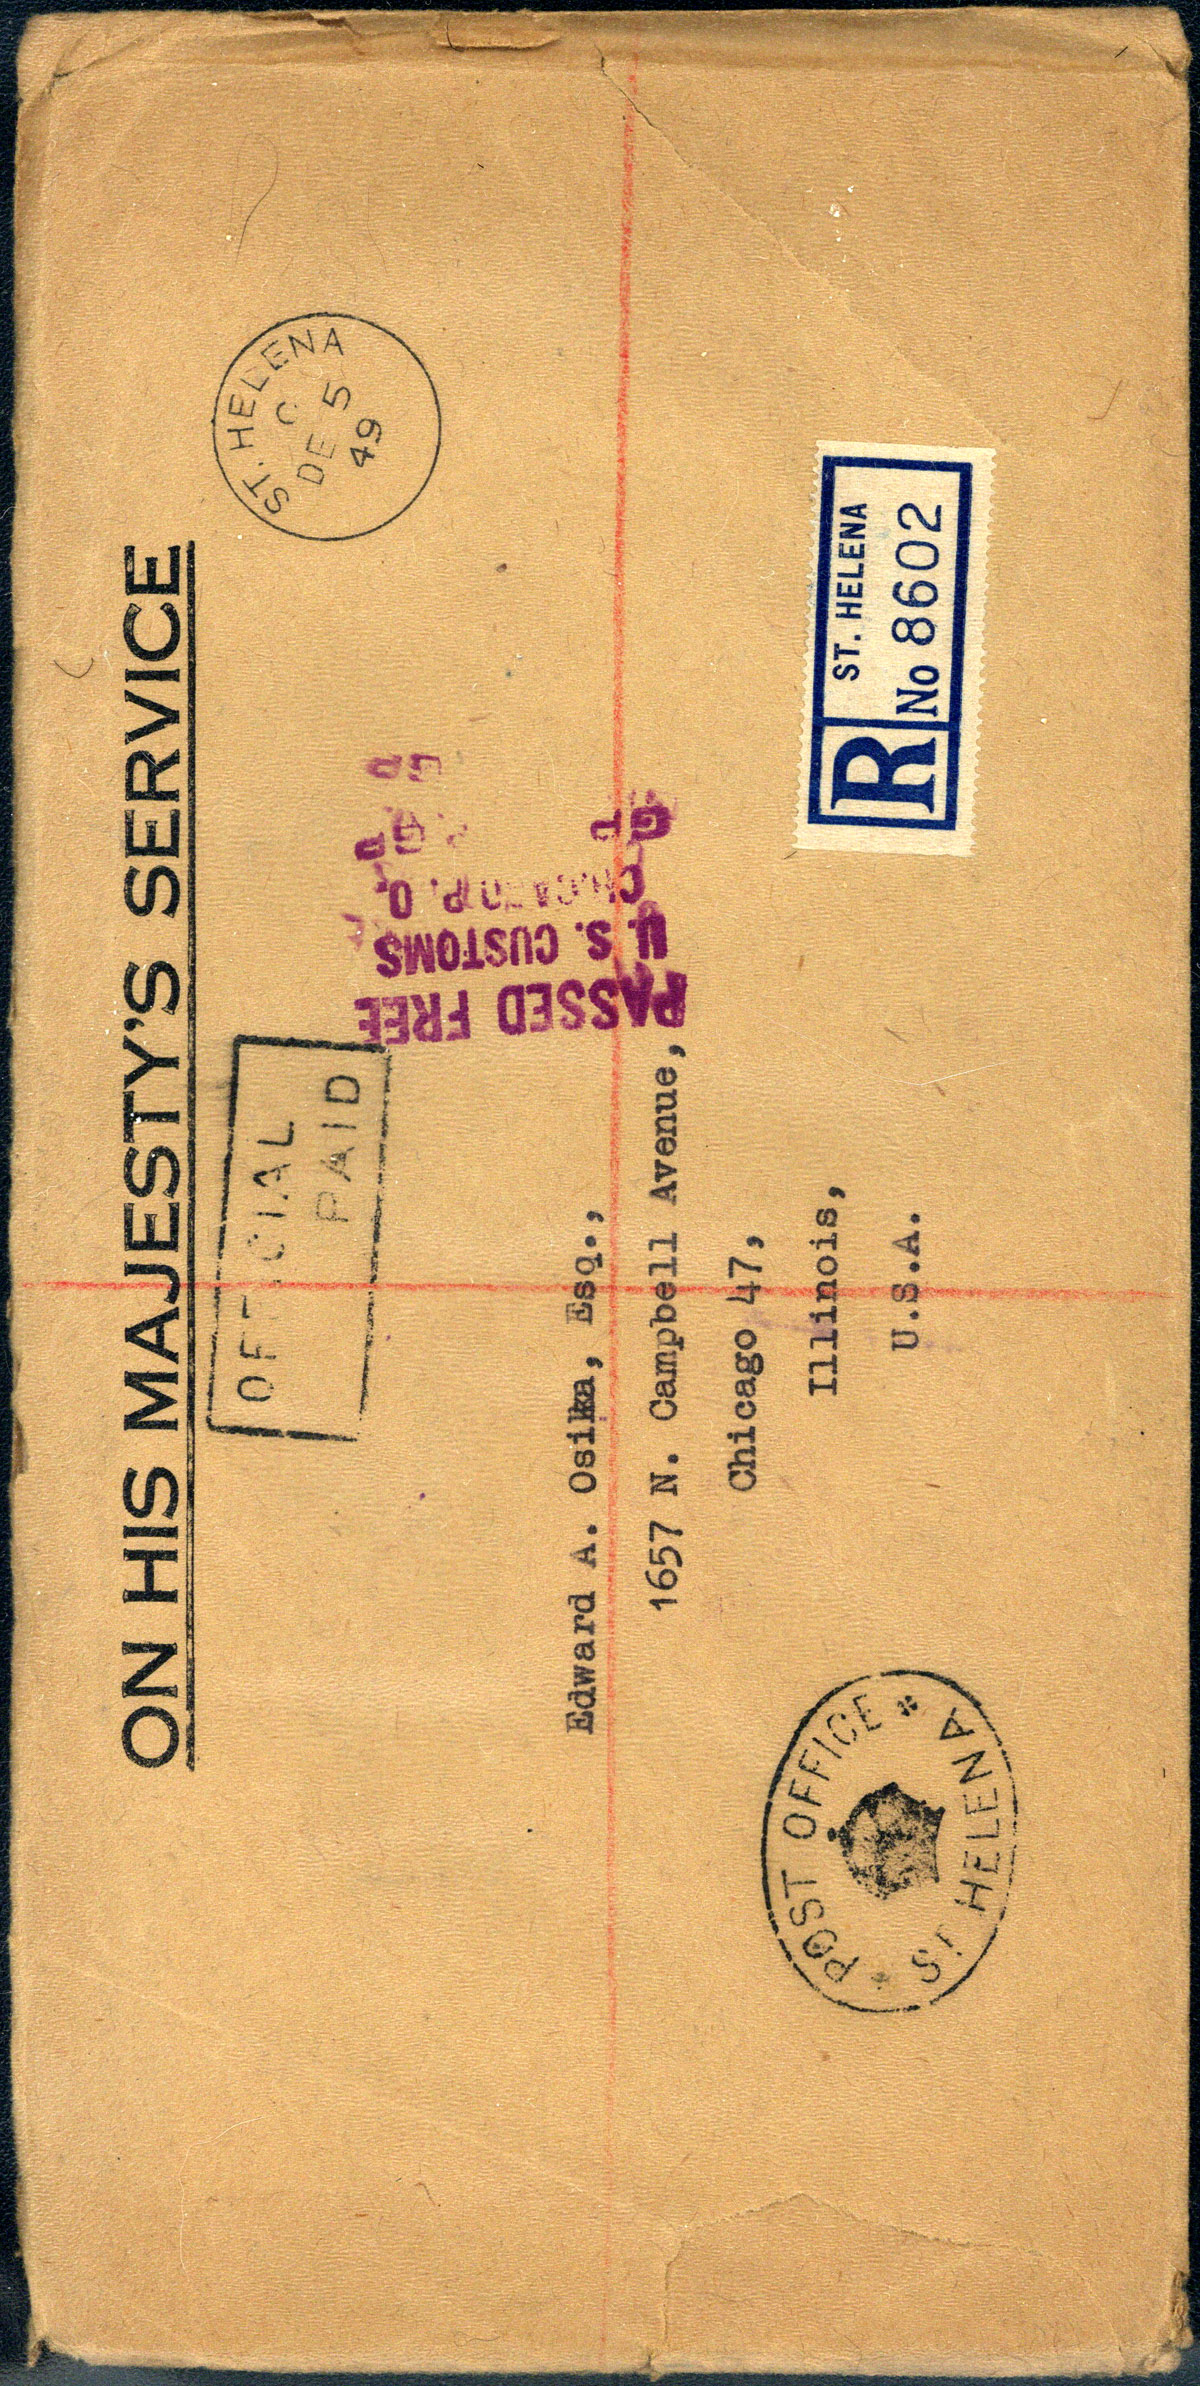 ON HIS MAJESTY'S SERVICE
OFFICIAL
PAID
ST. HELENA
C
DE 5
49
PASSED FREE
U. S. CUSTOMS
CHICAGO P. O.
Edward A. Osika, Esq.,
1657 N. Campbell Avenue,
Chicago 47,
Illinois,
U.S.A.
POST OFFICE
ST HELENA
R
ST. HELENA
No 8602